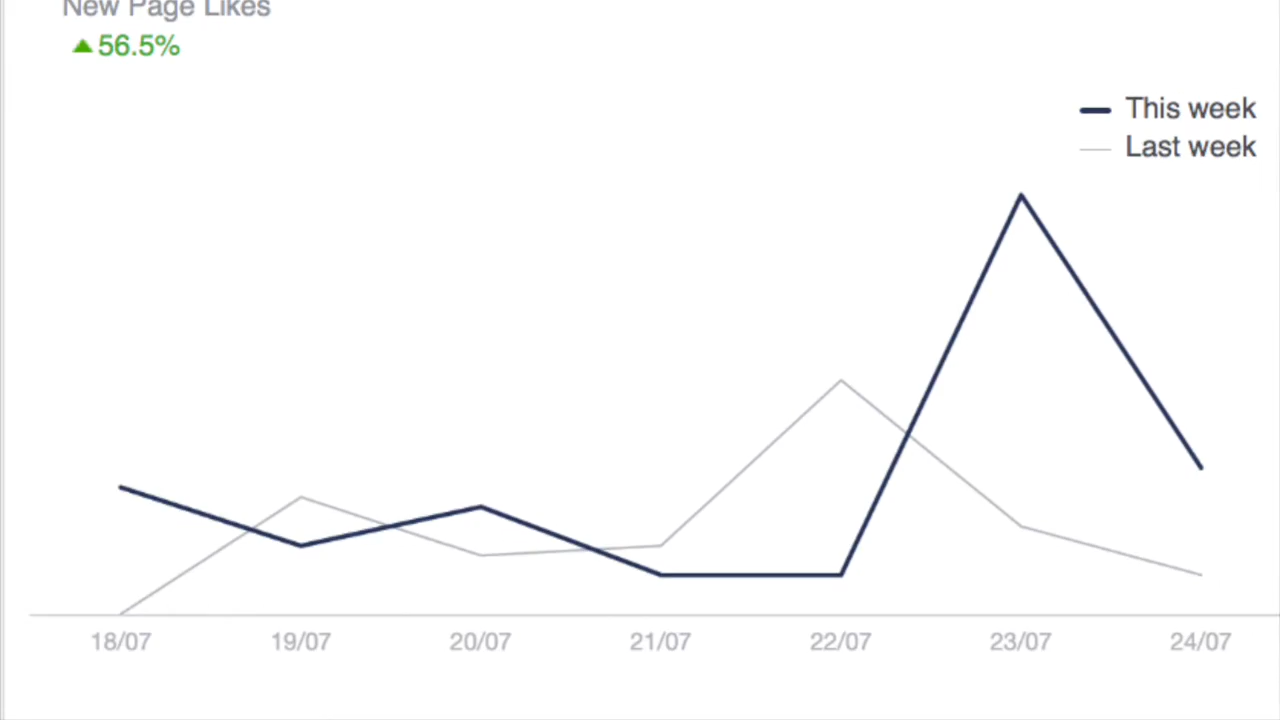 New Page Likes
56.5%
This week
Last week
18/07 19/07 20/07 21/07 22/07 23/07 24/07